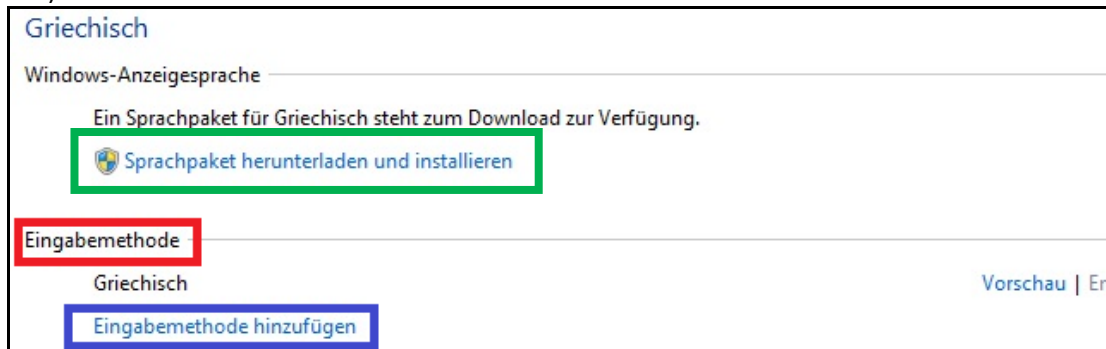 Griechisch
Windows-Anzeigesprache
Ein Sprachpaket für Griechisch steht zum Download zur Verfügung.
Sprachpaket herunterladen und installieren
Eingabemethode
Griechisch Vorschau |
Eingabemethode hinzufügen